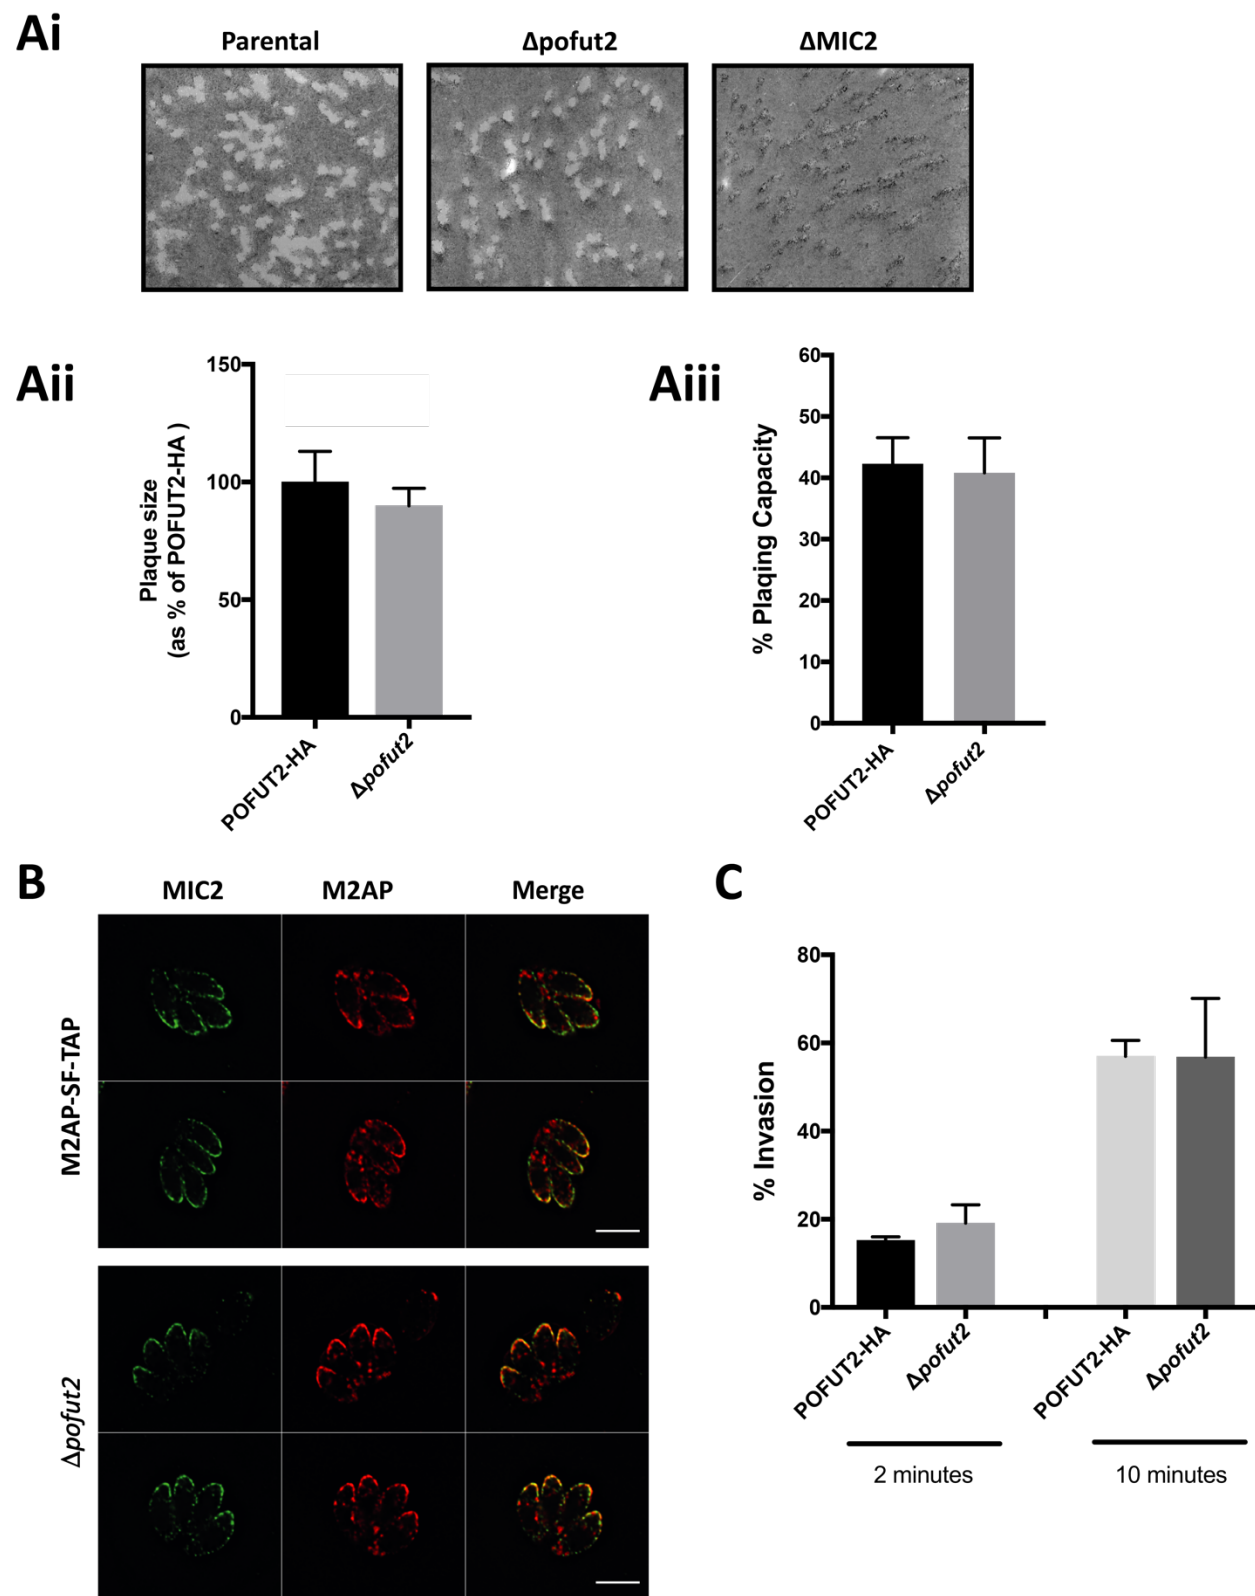 Ai
Parental
Δpofut2
ΔMIC2
Aii
150
100
50
0
Plaque size
(as % of POFUT2-HA )
POFUT2-HA
Δpofut2
Aiii
60
50
40
30
20
10
0
% Plaqing Capacity
POFUT2-HA
Δpofut2
B
MIC2
M2AP
Merge
M2AP-SF-TAP
Δpofut2
C
80
60
40
20
0
% Invasion
POFUT2-HA
Δpofut2
POFUT2-HA
Δpofut2
2 minutes
10 minutes